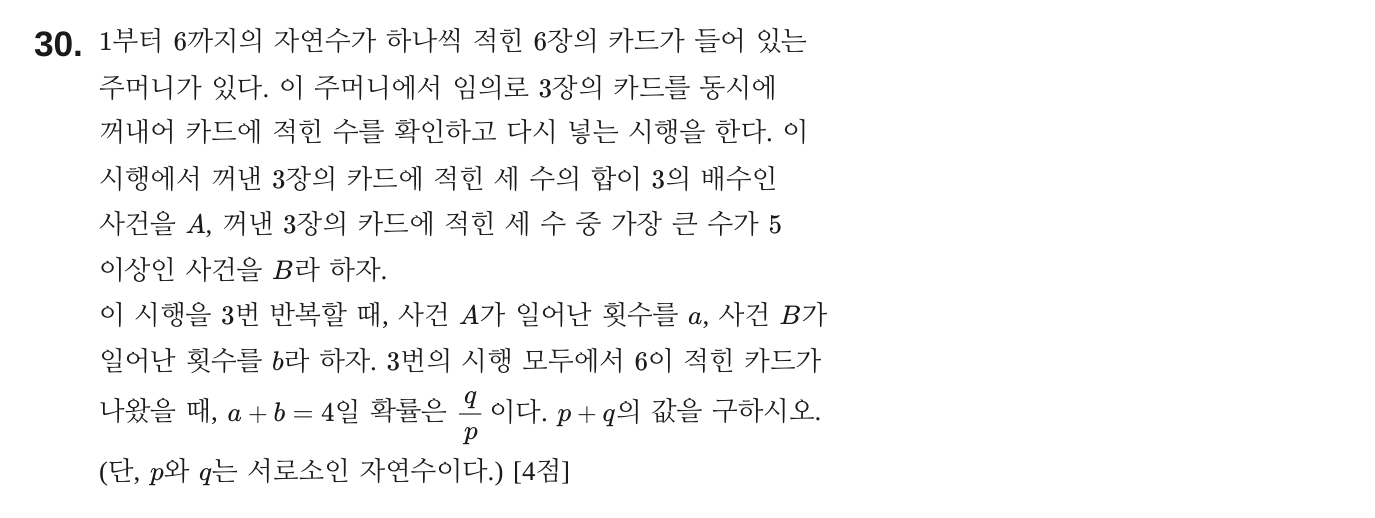 30. 1부터 6까지의 자연수가 하나씩 적힌 6장의 카드가 들어 있는
주머니가 있다. 이 주머니에서 임의로 3장의 카드를 동시에
꺼내어 카드에 적힌 수를 확인하고 다시 넣는 시행을 한다. 이
시행에서 꺼낸 3장의 카드에 적힌 세 수의 합이 3의 배수인
사건을 A, 꺼낸 3장의 카드에 적힌 세 수 중 가장 큰 수가 5
이상인 사건을 B라 하자.
이 시행을 3번 반복할 때, 사건 A가 일어난 횟수를 a, 사건 B가
일어난 횟수를 b라 하자. 3번의 시행 모두에서 6이 적힌 카드가
나왔을 때, a + b = 4일 확률은 q/p 이다. p + q의 값을 구하시오.
(단, p와 q는 서로소인 자연수이다.) [4점]